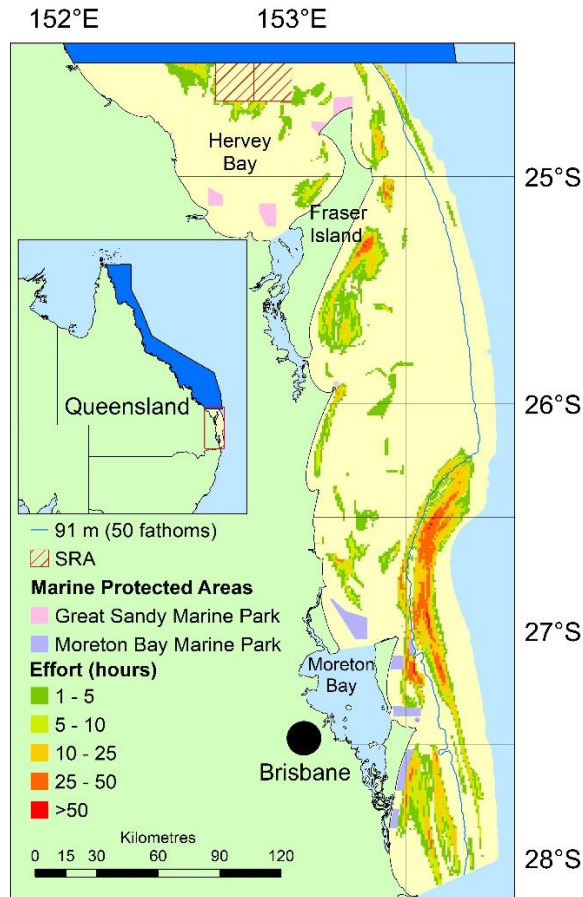 152°E 153°E
Hervey
Bay
25°S
Fraser
Island
Queensland
26°S
91 m (50 fathoms)
SRA
Marine Protected Areas
Great Sandy Marine Park
Moreton Bay Marine Park
27°S
Effort (hours)
Moreton
Bay
1 - 5
5 - 10
10 - 25
25 - 50
>50
Brisbane
Kilometres
0 15 30 60 90 120
28°S